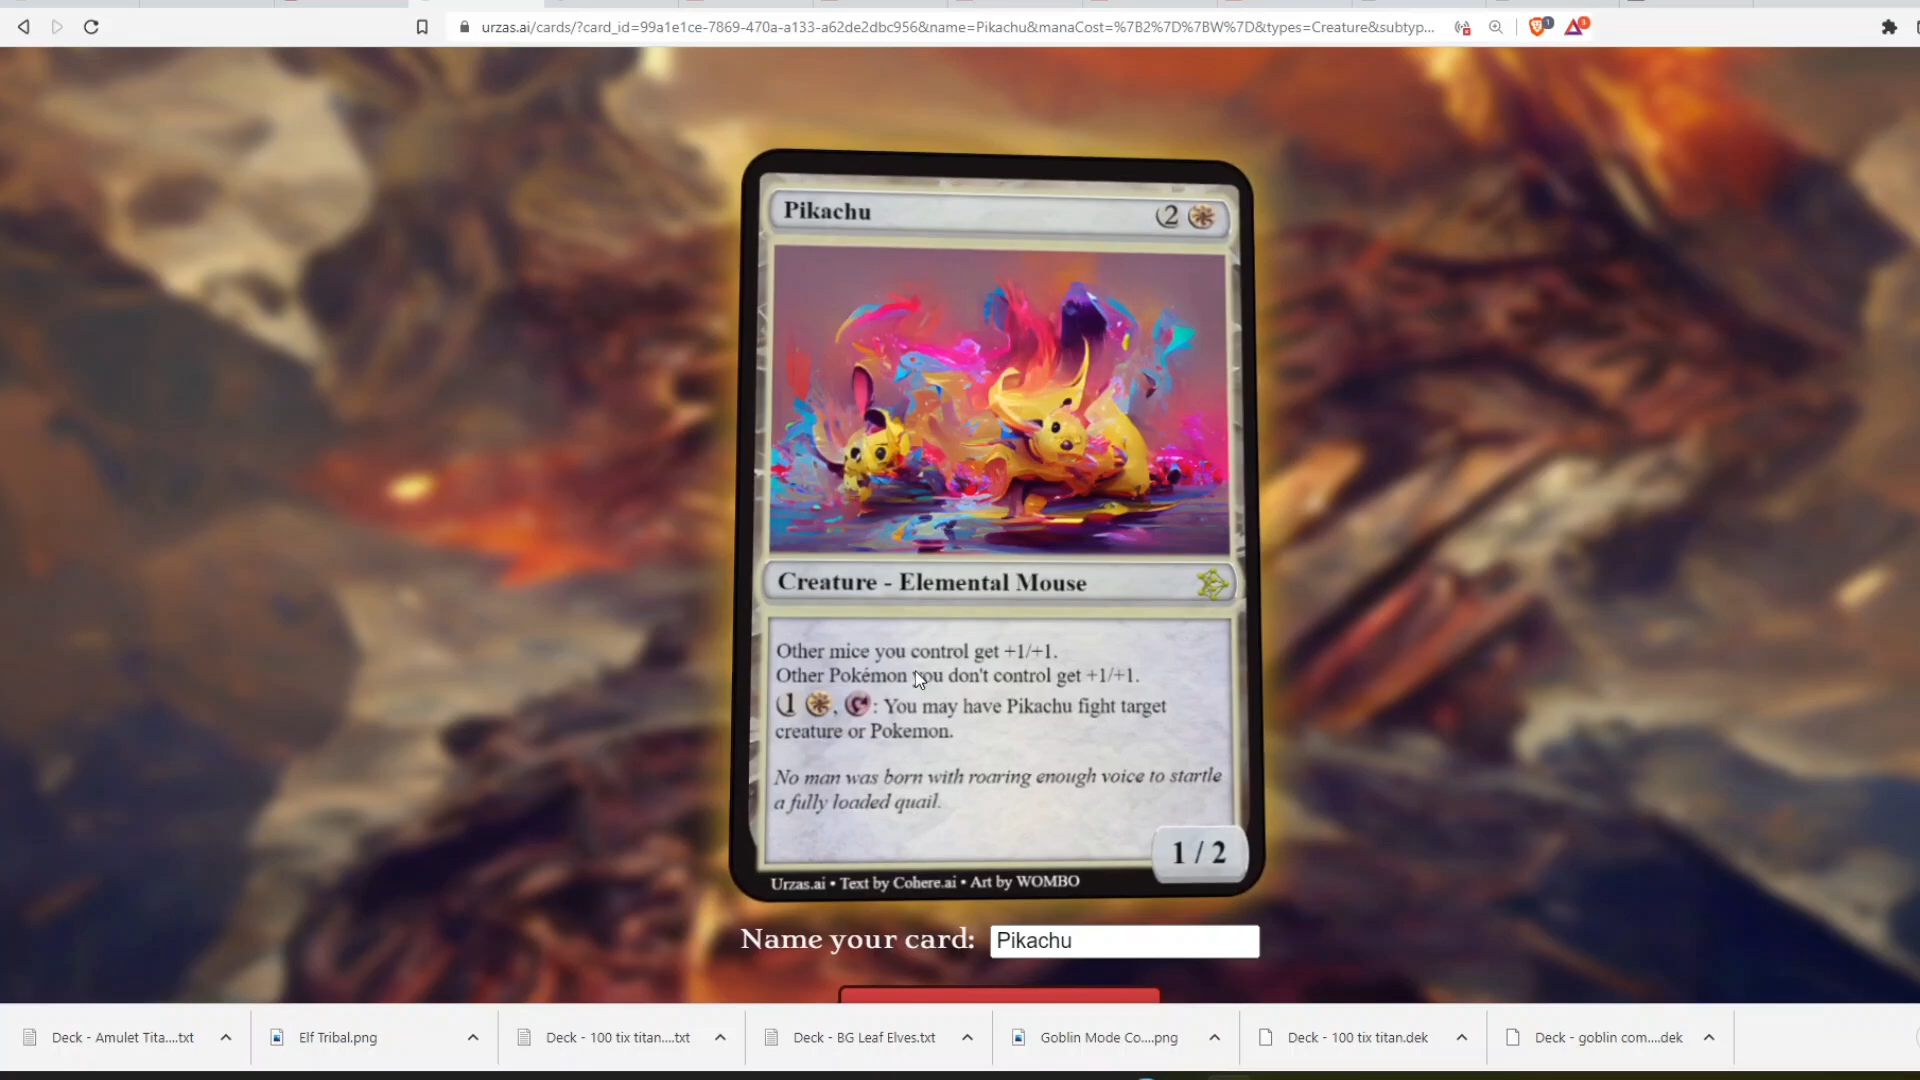 urzas.ai/cards/?card_id=99a1e1ce-7869-470a-a133-a62de2dbc956&name=Pikachu&manaCost=%7B2%7D%7BW%7D&types=Creature&subtyp...
1
3
Pikachu
2
Creature - Elemental Mouse
Other mice you control get +1/+1.
Other Pokémon you don't control get +1/+1.
1 , : You may have Pikachu fight target
creature or Pokemon.
No man was born with roaring enough voice to startle
a fully loaded quail.
1 / 2
Urzas.ai • Text by Cohere.ai • Art by WOMBO
Name your card: Pikachu
Deck - Amulet Tita....txt
Elf Tribal.png
Deck - 100 tix titan....txt
Deck - BG Leaf Elves.txt
Goblin Mode Co....png
Deck - 100 tix titan.dek
Deck - goblin com....dek